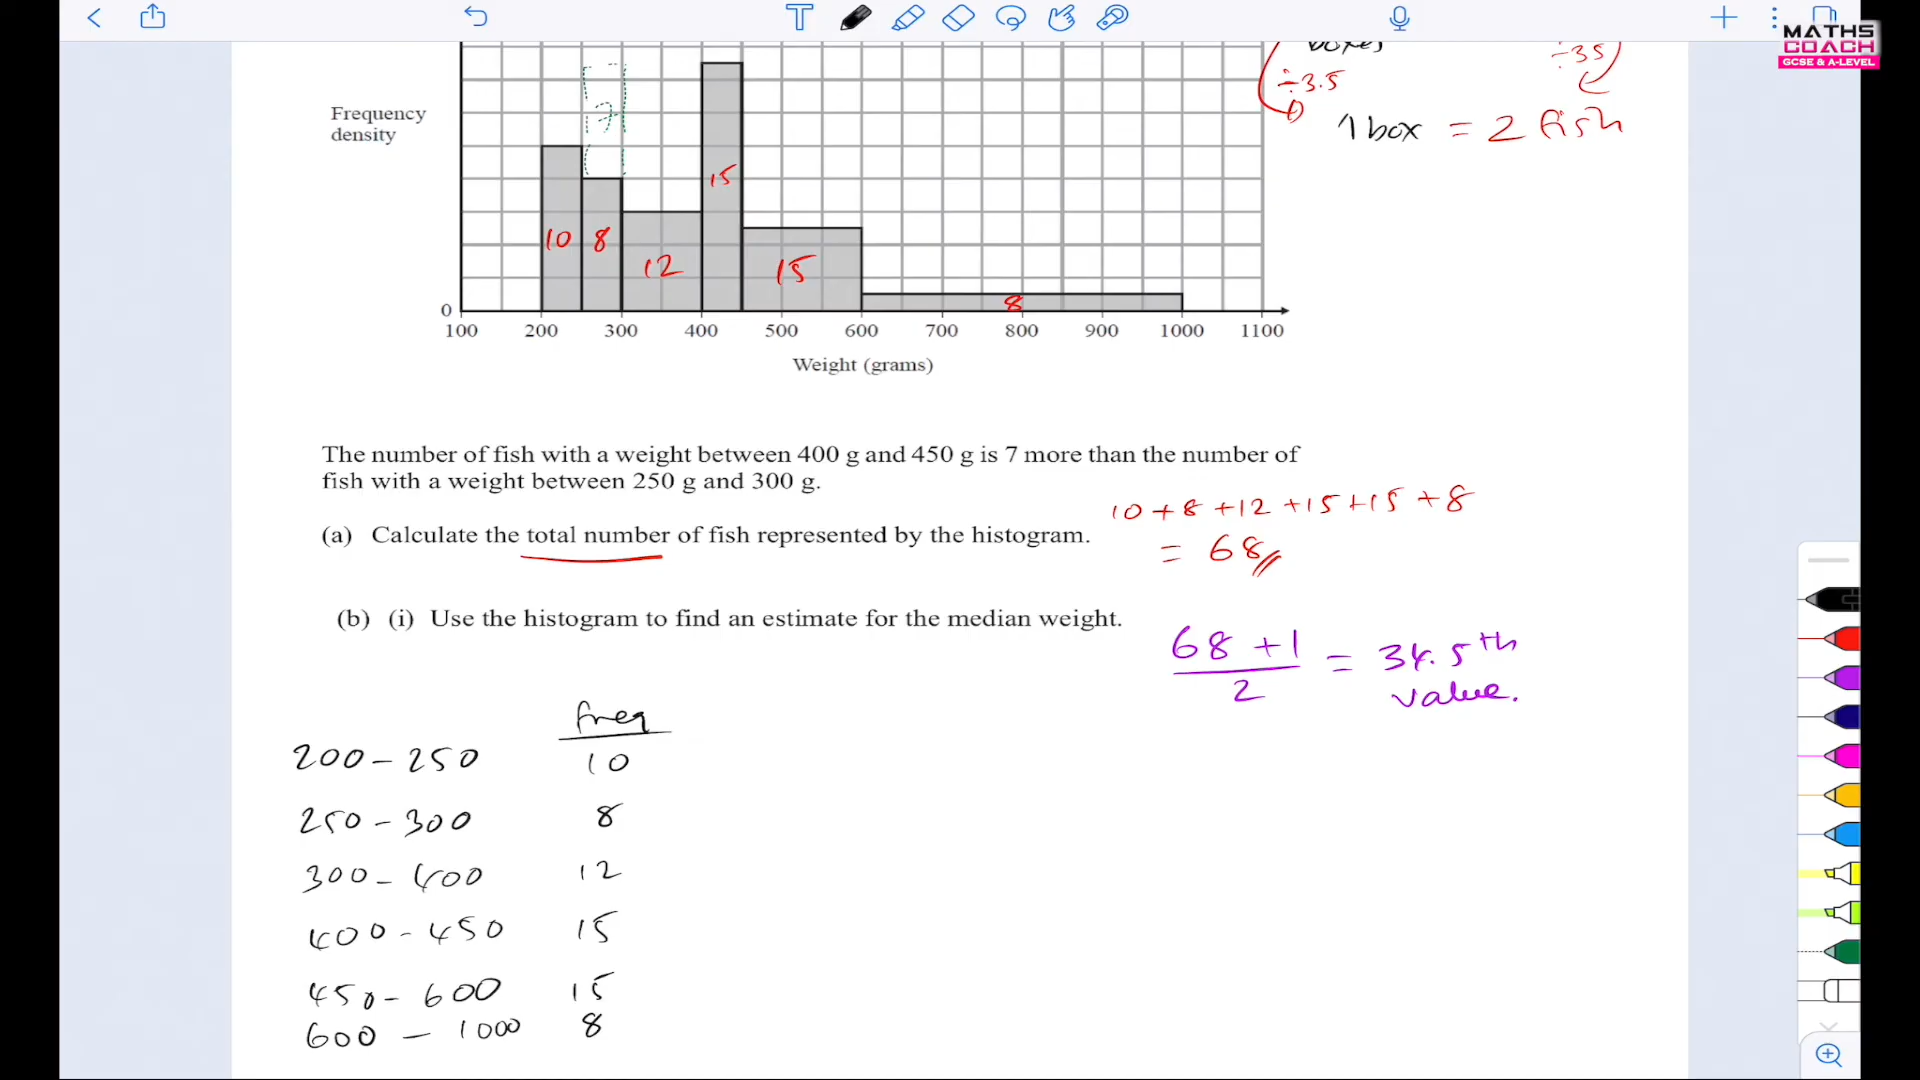 MATHS
COACH
GCSE & A-LEVEL
boxes
÷3.5
÷3.5
1 box = 2 fish
Frequency
density
7
15
10
8
12
15
8
0
100 200 300 400 500 600 700 800 900 1000 1100
Weight (grams)
The number of fish with a weight between 400 g and 450 g is 7 more than the number of
fish with a weight between 250 g and 300 g.
10 + 8 + 12 + 15 + 15 + 8
(a) Calculate the total number of fish represented by the histogram.
= 68
(b) (i) Use the histogram to find an estimate for the median weight.
68 + 1
2
= 34.5th
value.
freq
200 - 250 10
250 - 300 8
300 - 400 12
400 - 450 15
450 - 600 15
600 - 1000 8